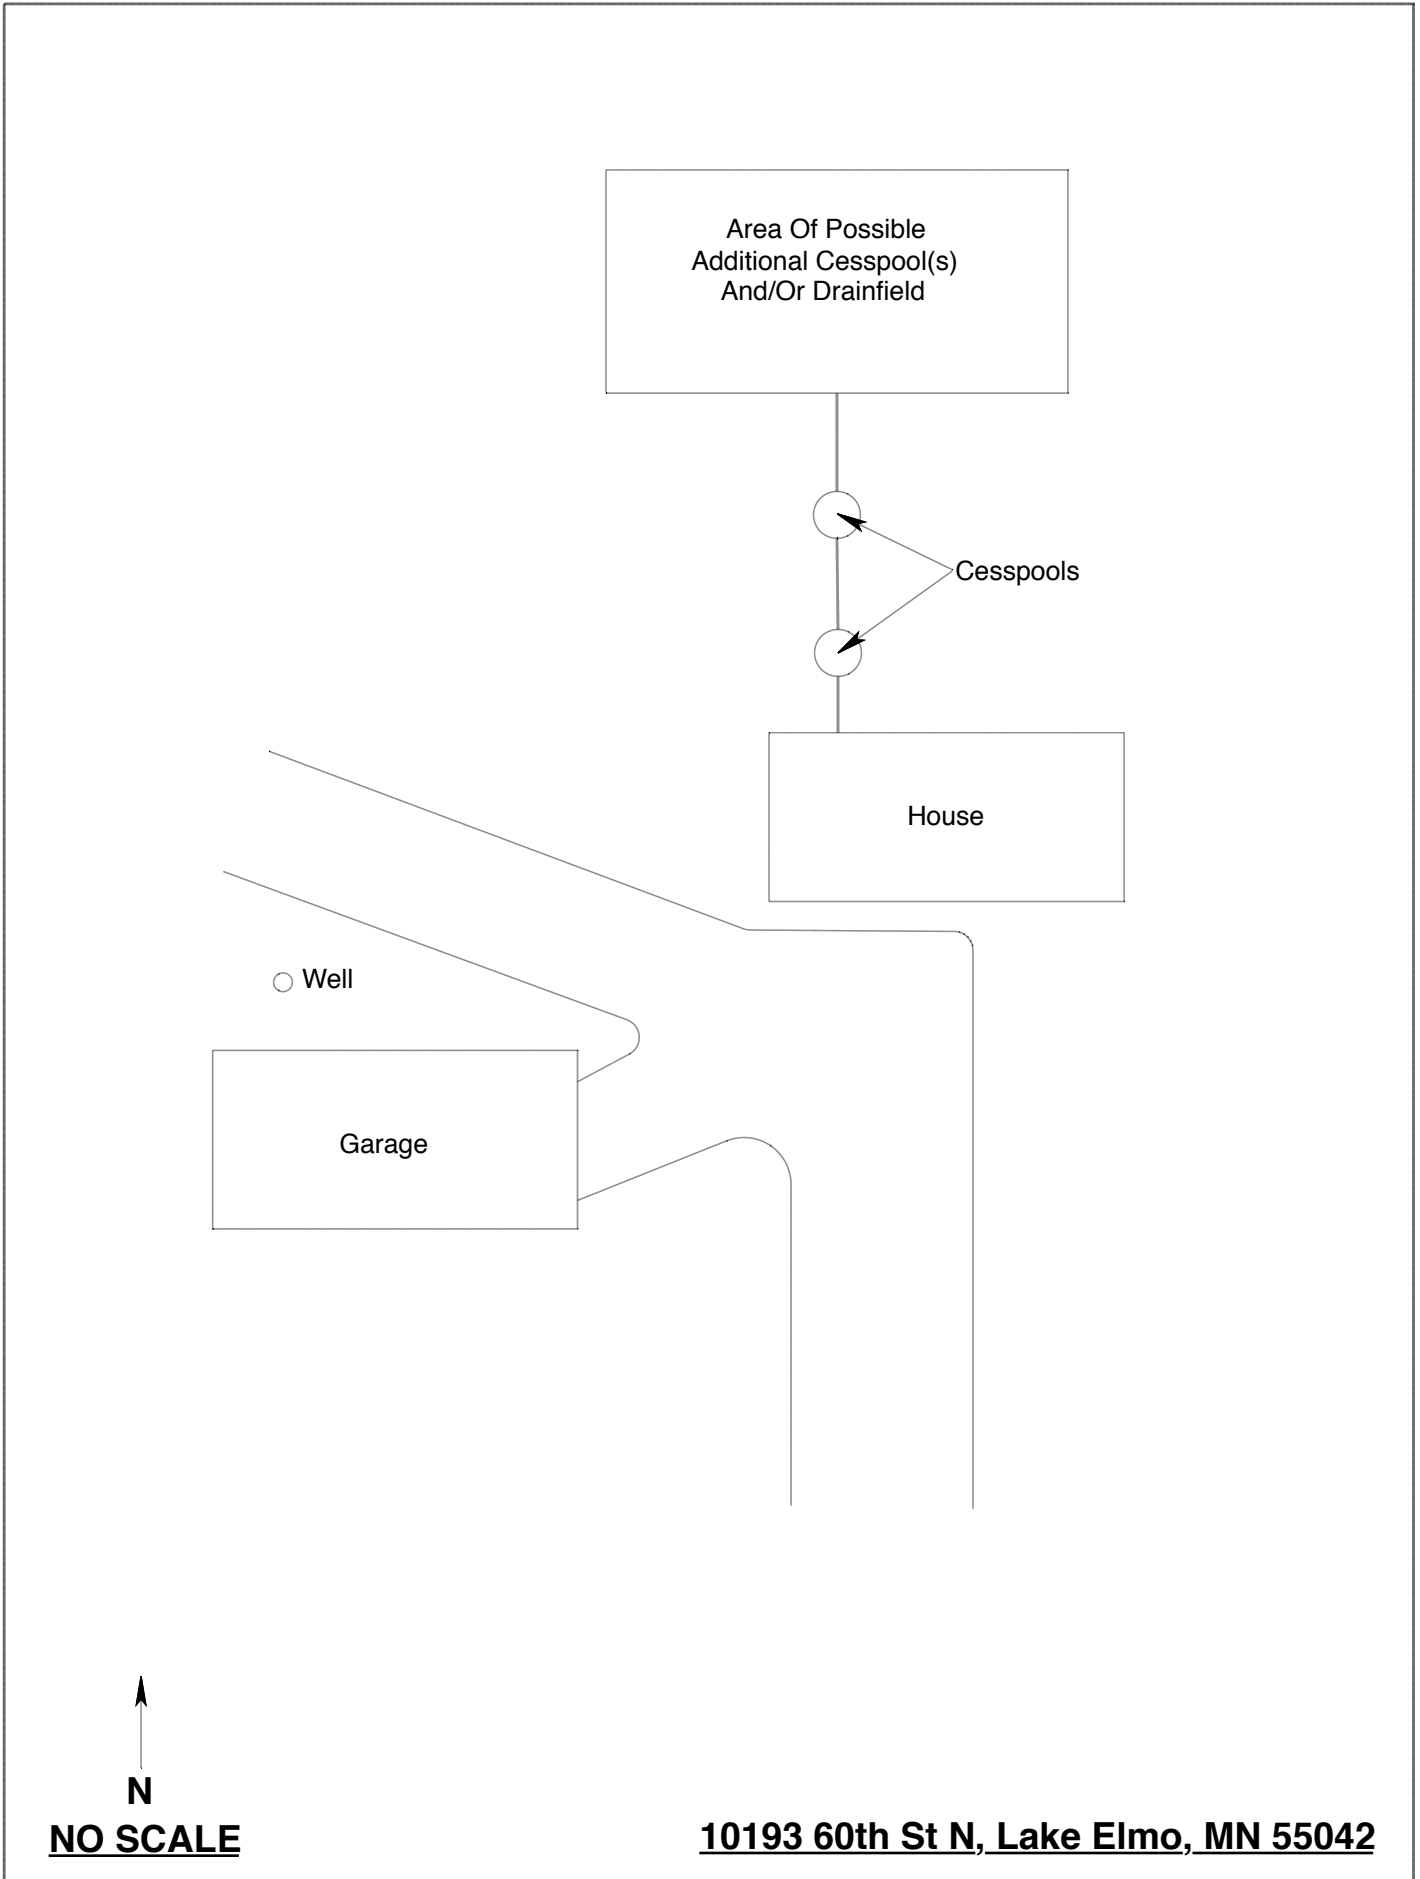 Area Of Possible
Additional Cesspool(s)
And/Or Drainfield
Cesspools
House
Well
Garage
N
NO SCALE
10193 60th St N, Lake Elmo, MN 55042